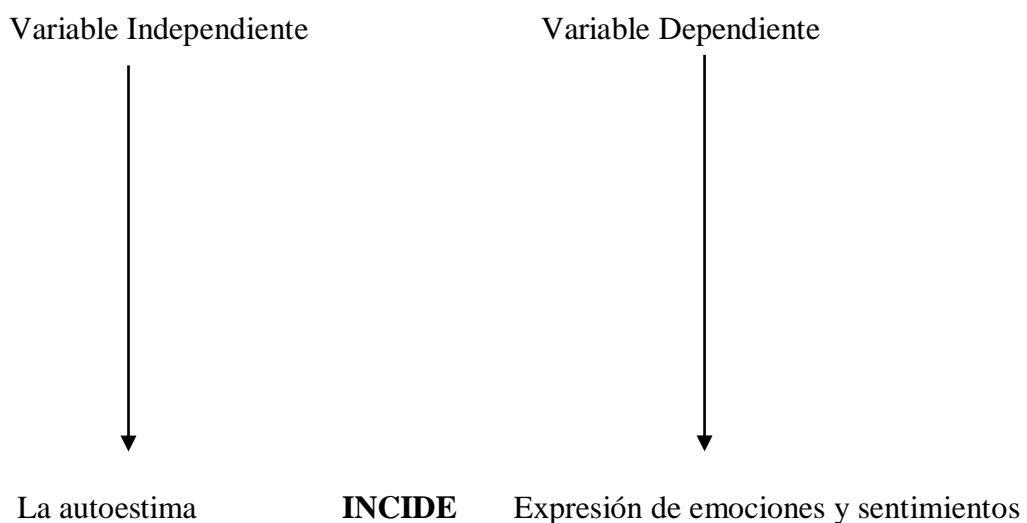 Variable Independiente Variable Dependiente
La autoestima INCIDE Expresión de emociones y sentimientos